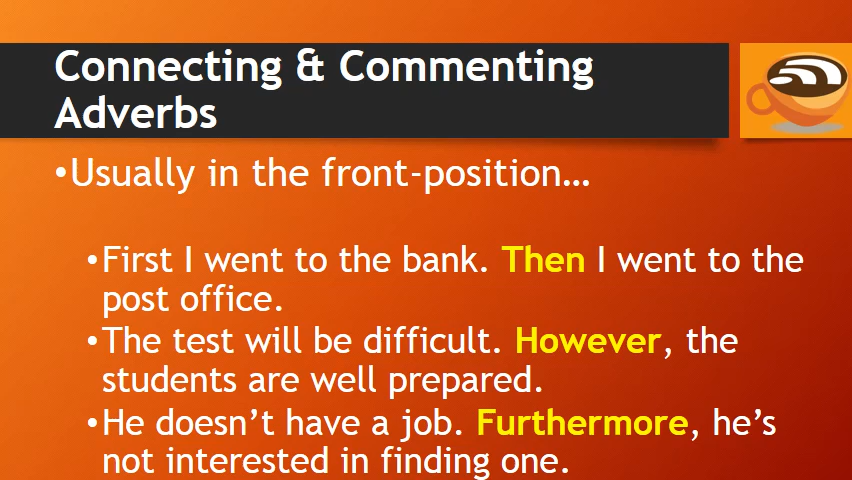 Connecting & Commenting
Adverbs
•Usually in the front-position…
•First I went to the bank. Then I went to the
post office.
•The test will be difficult. However, the
students are well prepared.
•He doesn’t have a job. Furthermore, he’s
not interested in finding one.